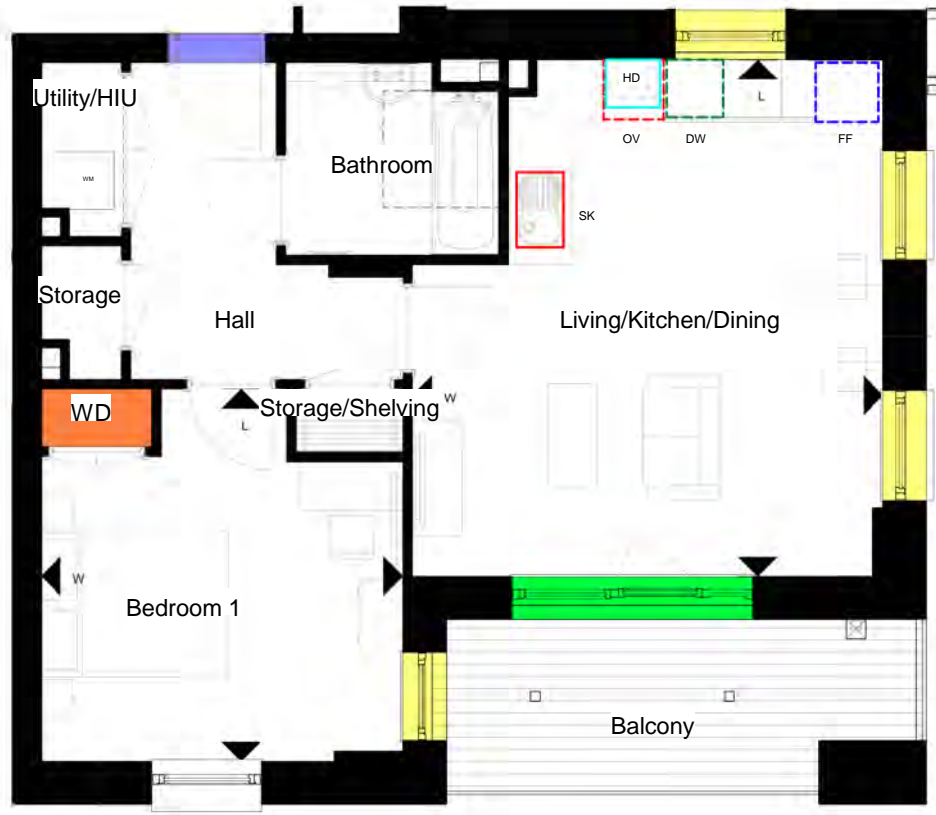 HD
L
Utility/HIU
OV
DW
FF
Bathroom
WM
SK
Storage
Hall
Living/Kitchen/Dining
W
Storage/Shelving
WD
L
W
Bedroom 1
Balcony